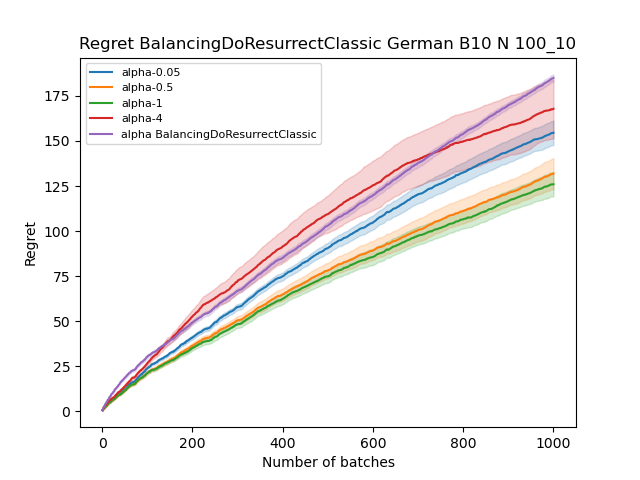 Regret BalancingDoResurrectClassic German B10 N 100_10
alpha-0.05
alpha-0.5
alpha-1
alpha-4
alpha BalancingDoResurrectClassic
175
150
125
100
75
50
25
0
Regret
0 200 400 600 800 1000
Number of batches